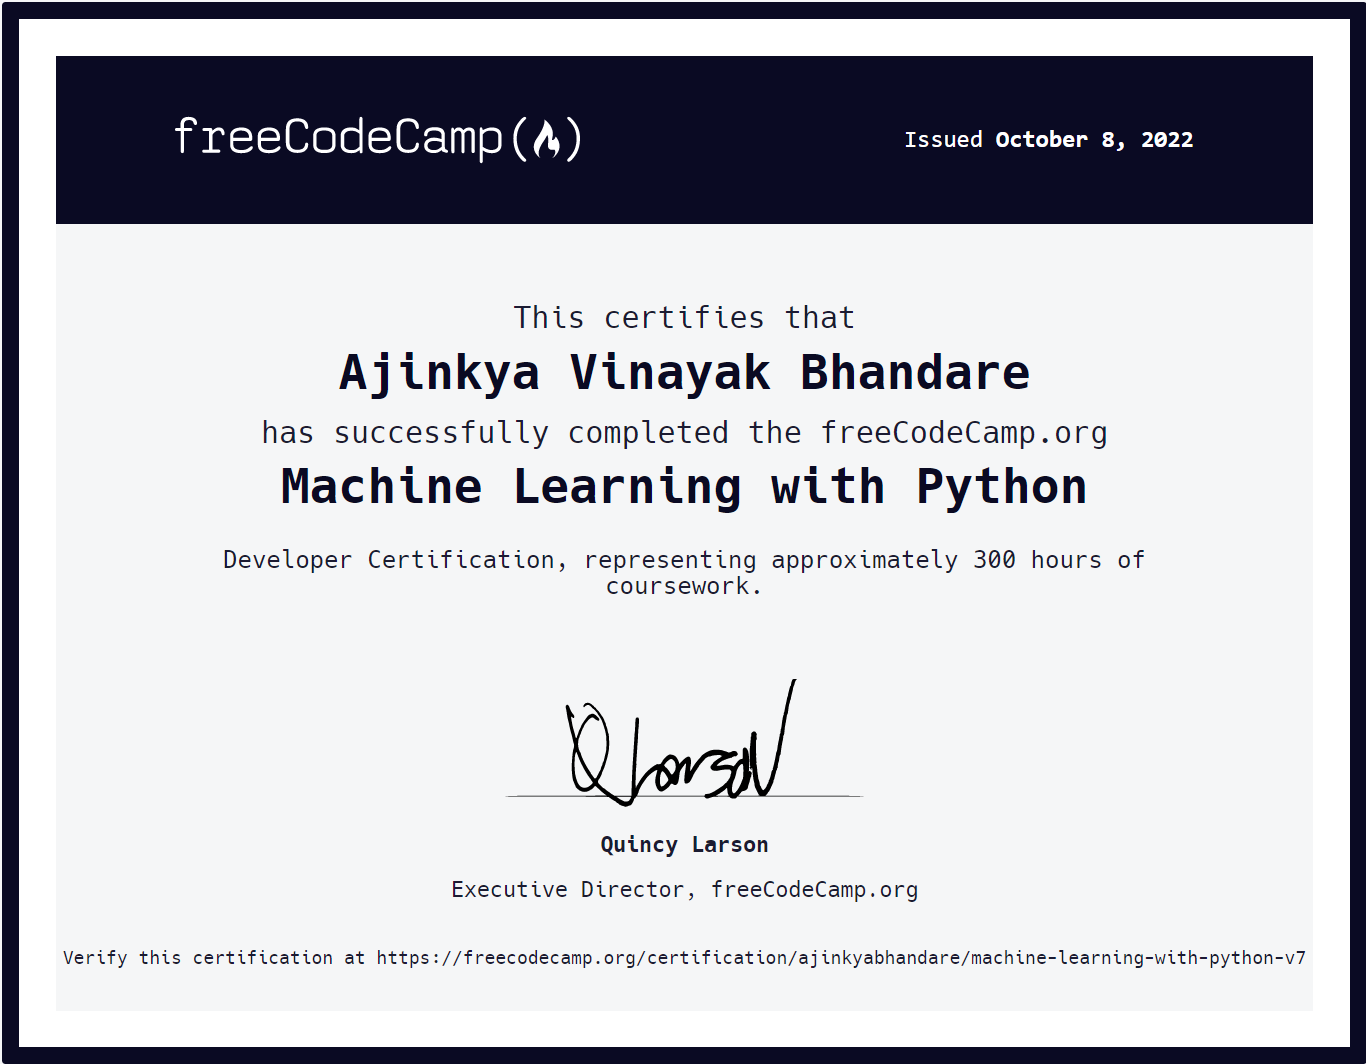 freeCodeCamp(🔥)
Issued October 8, 2022
This certifies that
Ajinkya Vinayak Bhandare
has successfully completed the freeCodeCamp.org
Machine Learning with Python
Developer Certification, representing approximately 300 hours of
coursework.
Q Larson
Quincy Larson
Executive Director, freeCodeCamp.org
Verify this certification at https://freecodecamp.org/certification/ajinkyabhandare/machine-learning-with-python-v7